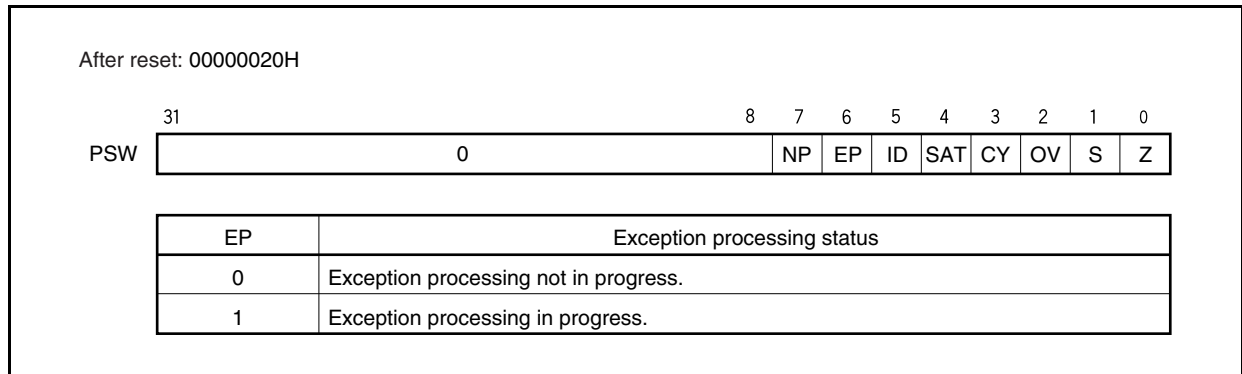 After reset: 00000020H
31 8 7 6 5 4 3 2 1 0
PSW 0 NP EP ID SAT CY OV S Z
EP Exception processing status
0 Exception processing not in progress.
1 Exception processing in progress.